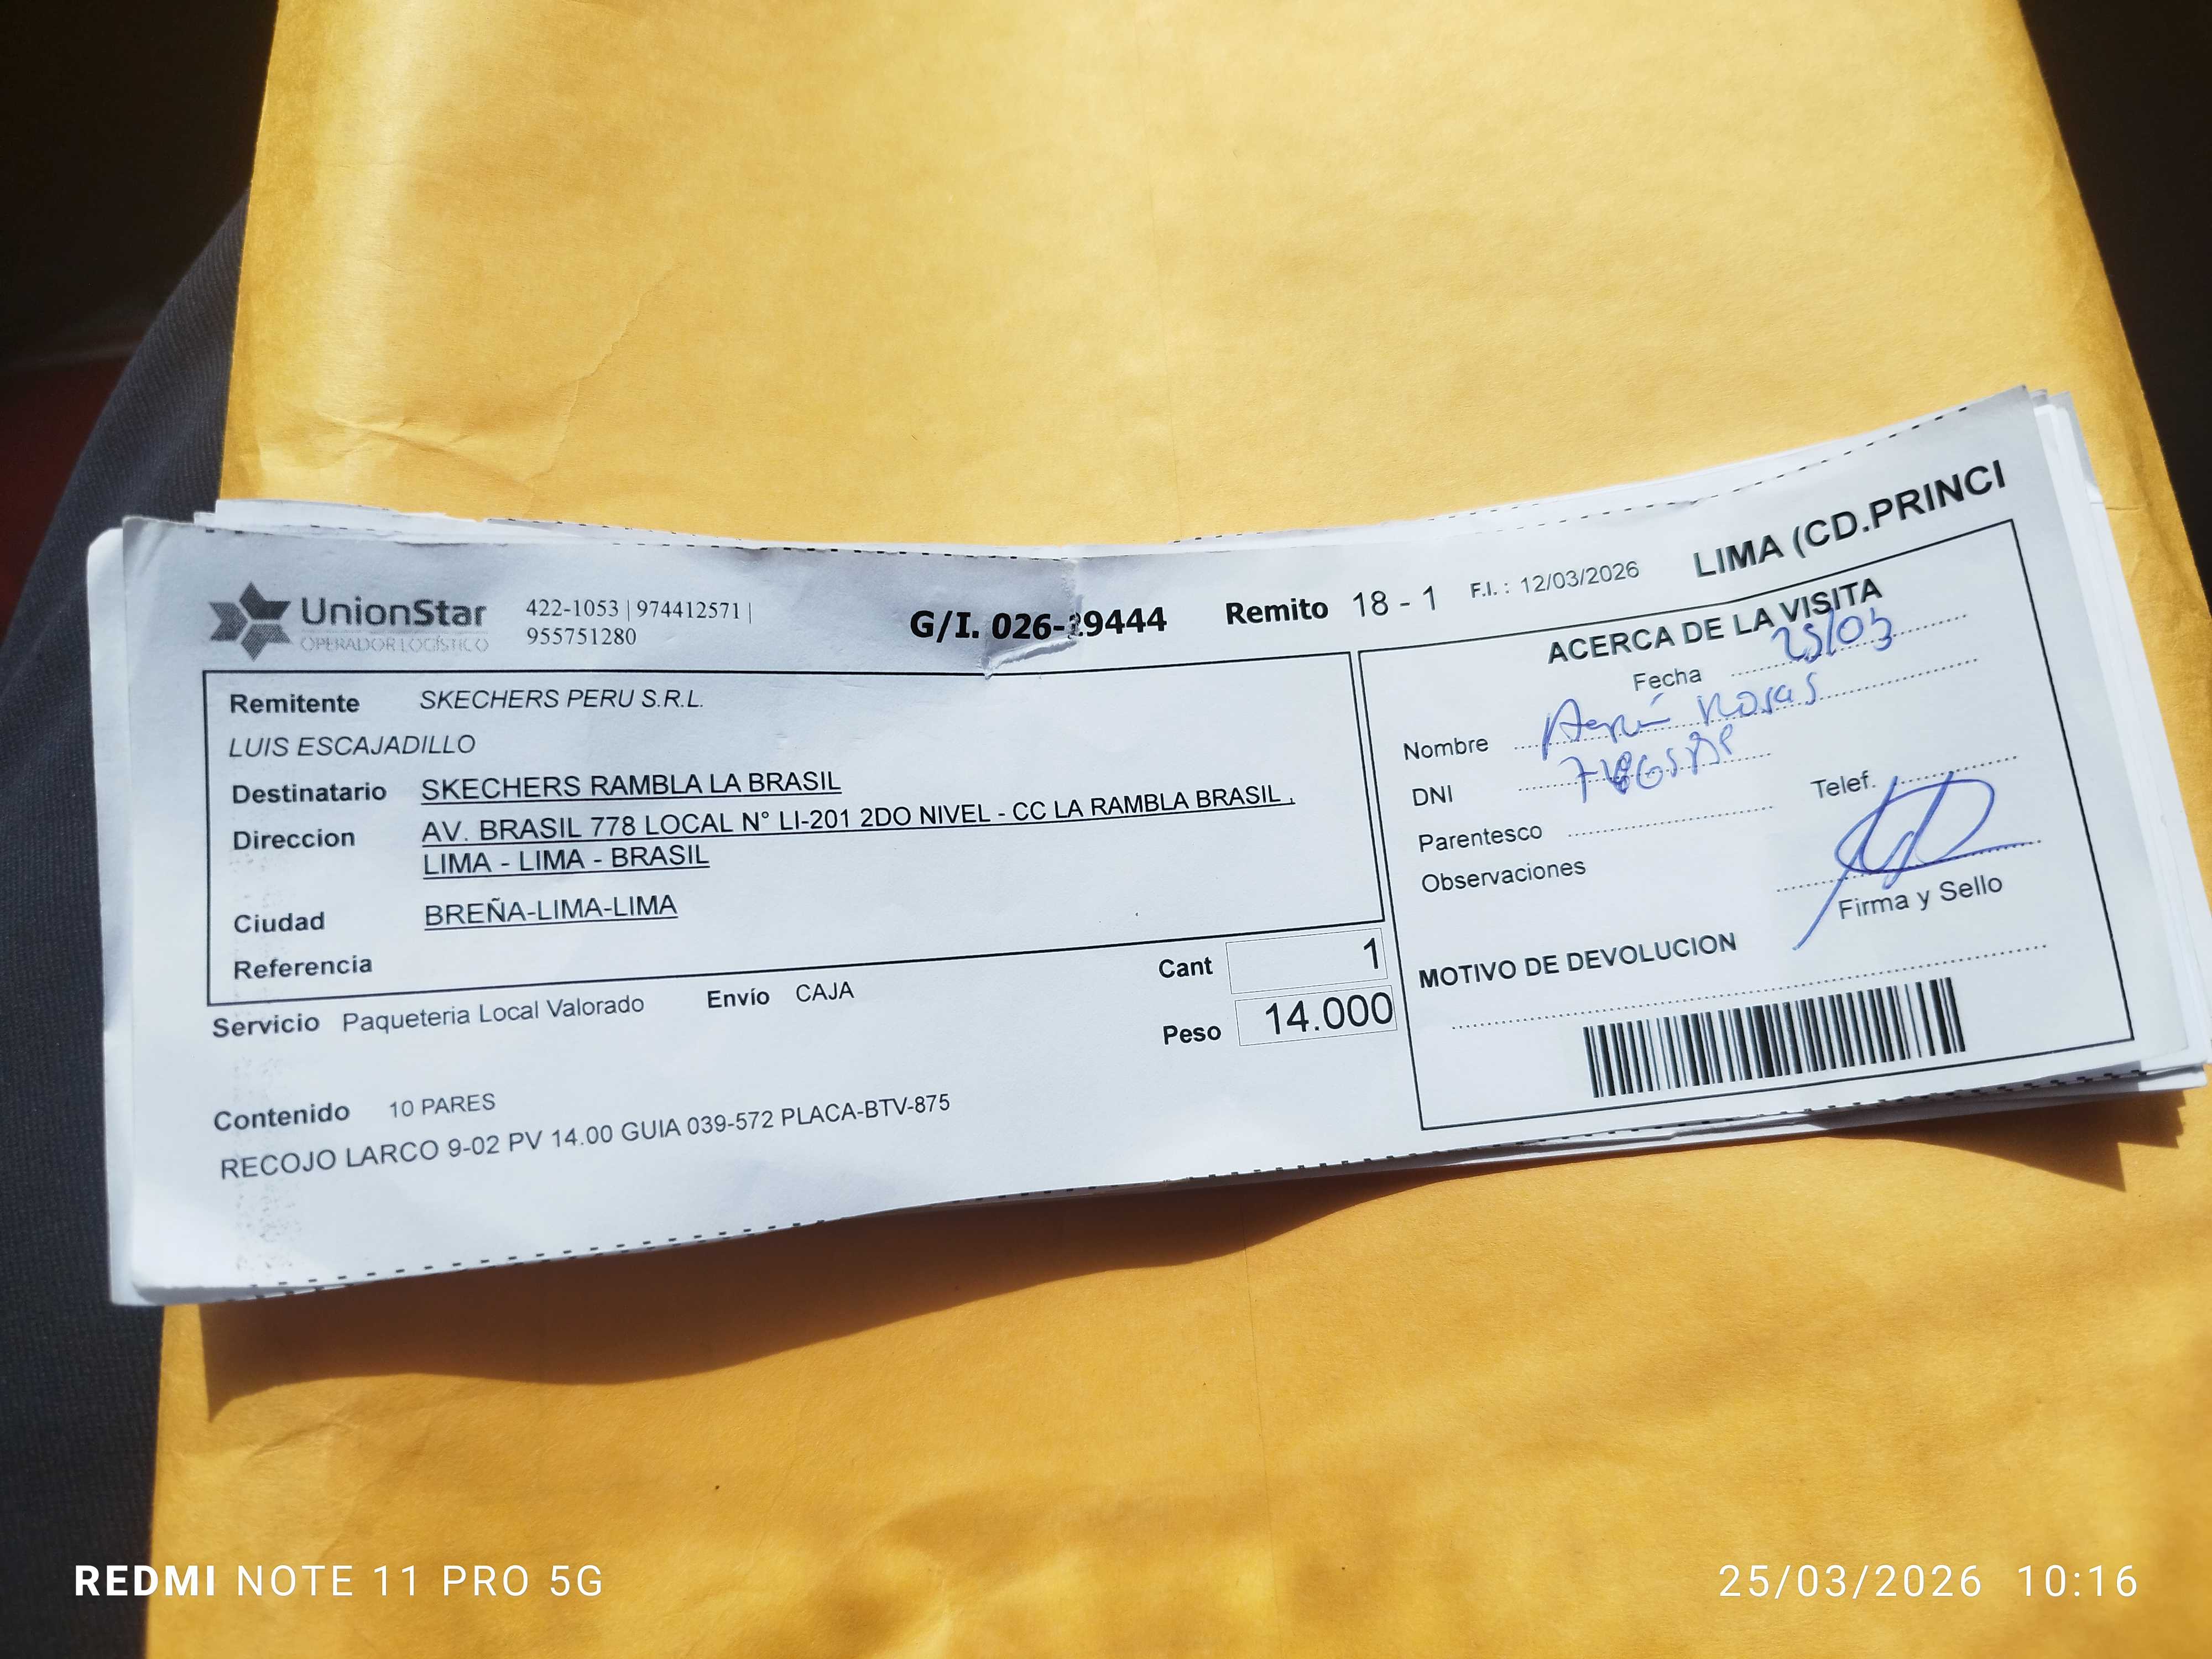 UnionStar
OPERADOR LOGÍSTICO
422-1053 | 974412571 |
955751280
G/I. 026-29444
Remito 18 - 1
F.I. : 12/03/2026
LIMA (CD.PRINCI
Remitente SKECHERS PERU S.R.L.
LUIS ESCAJADILLO
Destinatario SKECHERS RAMBLA LA BRASIL
Direccion AV. BRASIL 778 LOCAL N° LI-201 2DO NIVEL - CC LA RAMBLA BRASIL ,
LIMA - LIMA - BRASIL
Ciudad BREÑA-LIMA-LIMA
Referencia
Servicio Paqueteria Local Valorado Envío CAJA
Cant 1
Peso 14.000
Contenido 10 PARES
RECOJO LARCO 9-02 PV 14.00 GUIA 039-572 PLACA-BTV-875
ACERCA DE LA VISITA
Fecha 25/03
Nombre Rosas
DNI
Telef.
Parentesco
Observaciones
Firma y Sello
MOTIVO DE DEVOLUCION
REDMI NOTE 11 PRO 5G
25/03/2026 10:16